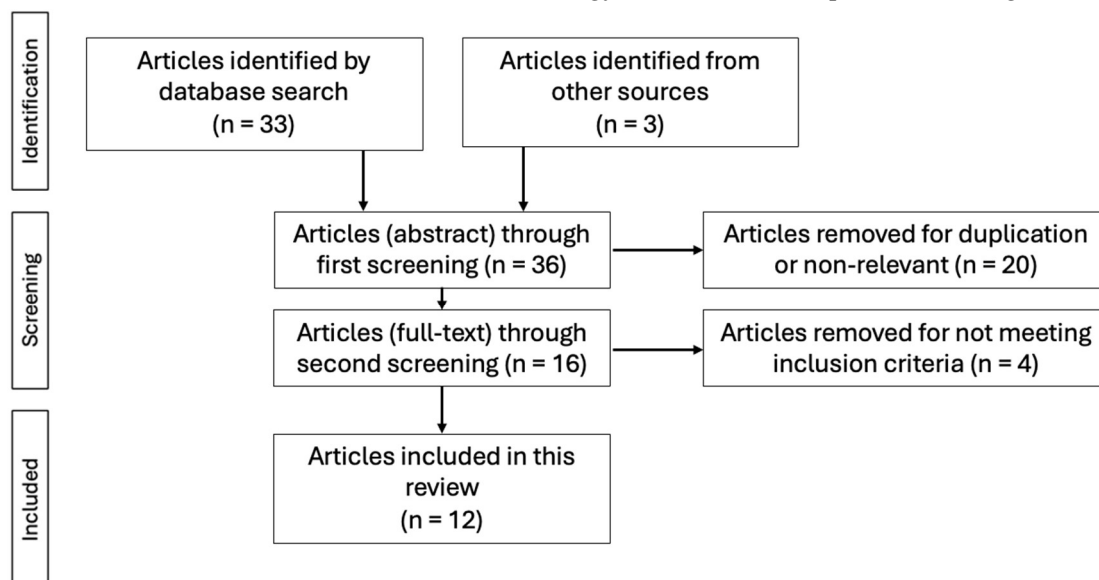 Identification
Articles identified by
database search
(n = 33)
Articles identified from
other sources
(n = 3)
Screening
Articles (abstract) through
first screening (n = 36)
Articles removed for duplication
or non-relevant (n = 20)
Articles (full-text) through
second screening (n = 16)
Articles removed for not meeting
inclusion criteria (n = 4)
Included
Articles included in this
review
(n = 12)